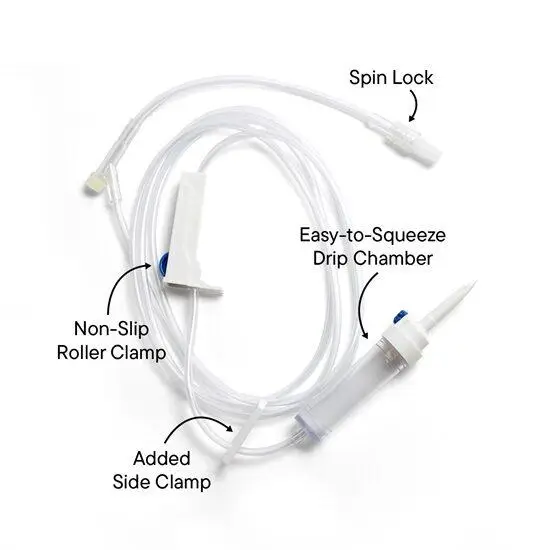 Spin Lock
Easy-to-Squeeze
Drip Chamber
Non-Slip
Roller Clamp
Added
Side Clamp